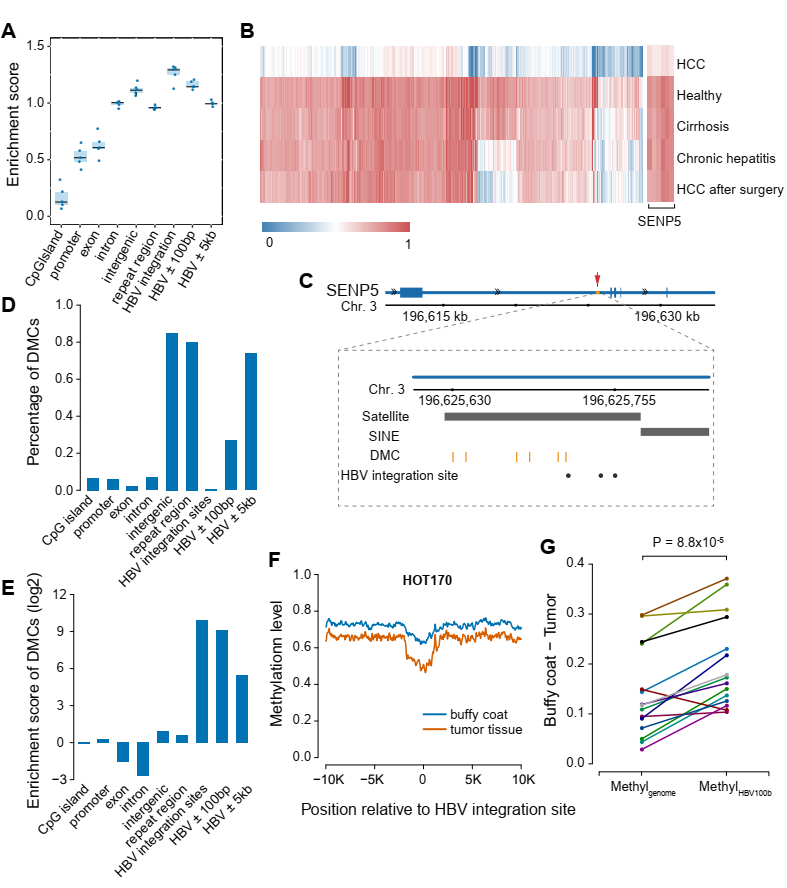 A
Enrichment score
1.5
1.0
0.5
0.0
CpGIsland
promoter
exon
intron
intergenic
repeat region
HBV integration
HBV ± 100bp
HBV ± 5kb
B
HCC
Healthy
Cirrhosis
Chronic hepatitis
HCC after surgery
SENP5
0
1
C
SENP5
Chr. 3
196,615 kb
196,630 kb
Chr. 3
196,625,630
196,625,755
Satellite
SINE
DMC
HBV integration site
D
Percentage of DMCs
1.0
0.8
0.6
0.4
0.2
0.0
CpG island
promoter
exon
intron
intergenic
repeat region
HBV integration sites
HBV ± 100bp
HBV ± 5kb
E
Enrichment score of DMCs (log2)
12
9
6
3
0
−3
CpG island
promoter
exon
intron
intergenic
repeat region
HBV integration sites
HBV ± 100bp
HBV ± 5kb
F
HOT170
Methylationn level
1.0
0.8
0.6
0.4
0.2
0.0
buffy coat
tumor tissue
−10K
−5K
0
5K
10K
Position relative to HBV integration site
G
P = 8.8x10-5
Buffy coat − Tumor
0.4
0.3
0.2
0.1
0.0
Methylgenome
MethylHBV100b